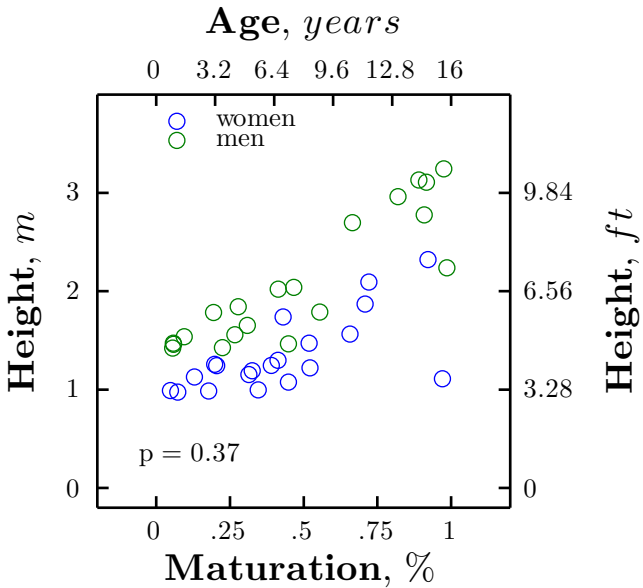 Age, years
0 3.2 6.4 9.6 12.8 16
women
men
3
2
1
0
Height, m
9.84
6.56
3.28
0
Height, ft
p = 0.37
0 .25 .5 .75 1
Maturation, %